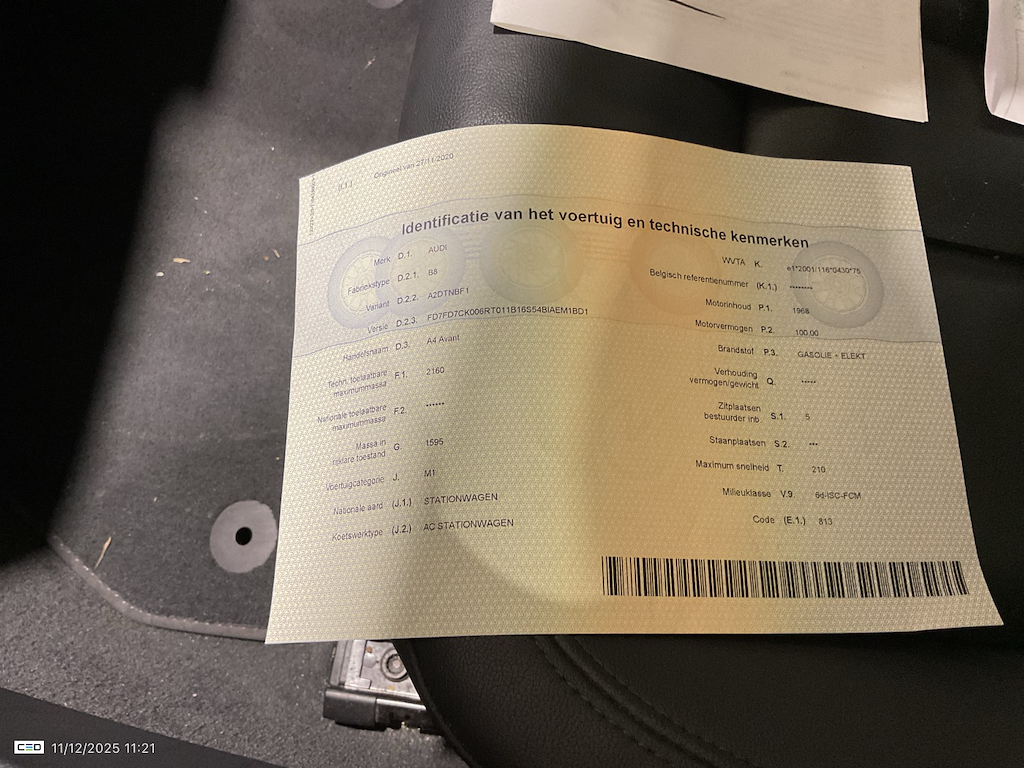 (I.1.) Origineel van 27/11/2020
Identificatie van het voertuig en technische kenmerken
Merk D.1. AUDI
Fabriekstype D.2.1. B8
Variant D.2.2. A2DTNBF1
Versie D.2.3. FD7FD7CK006RT011B16S54BIAEM1BD1
Handelsnaam D.3. A4 Avant
Techn. toelaatbare
maximummassa F.1. 2160
Nationale toelaatbare
maximummassa F.2. ******
Massa in
rijklare toestand G. 1595
Voertuigcategorie J. M1
Nationale aard (J.1.) STATIONWAGEN
Koetswerktype (J.2.) AC STATIONWAGEN
WVTA K. e1*2001/116*0430*75
Belgisch referentienummer (K.1.) ********
Motorinhoud P.1. 1968
Motorvermogen P.2. 100.00
Brandstof P.3. GASOLIE + ELEKT
Verhouding
vermogen/gewicht Q. *****
Zitplaatsen
bestuurder inb. S.1. 5
Staanplaatsen S.2. ***
Maximum snelheid T. 210
Milieuklasse V.9. 6d-ISC-FCM
Code (E.1.) 813
CEO 11/12/2025 11:21